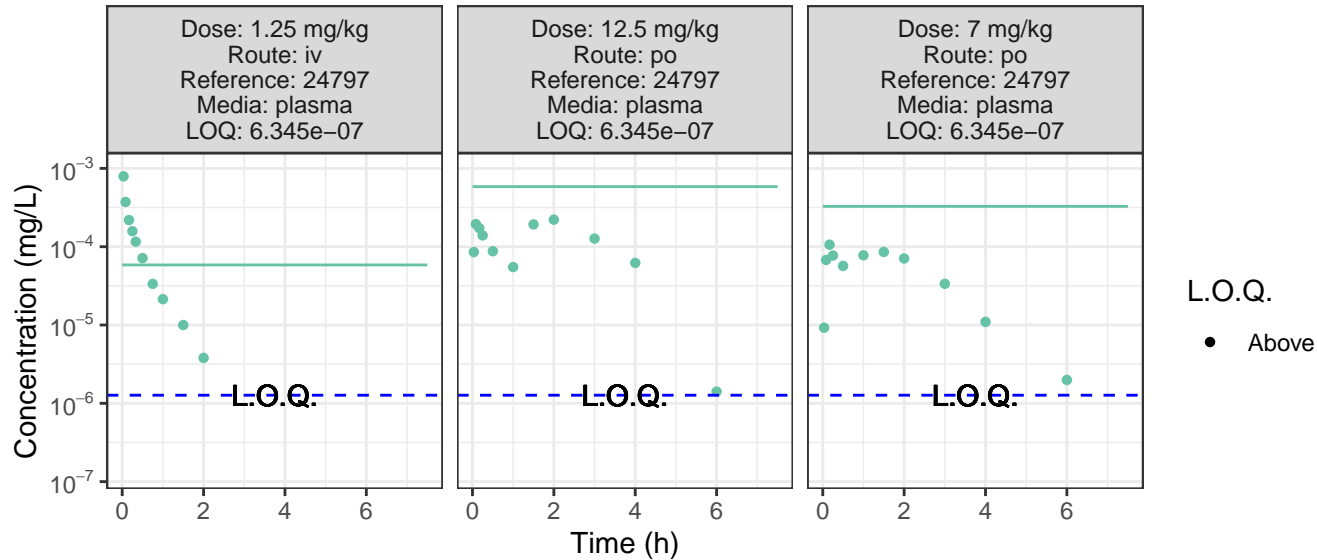 Dose: 1.25 mg/kg
Route: iv
Reference: 24797
Media: plasma
LOQ: 6.345e−07
Dose: 12.5 mg/kg
Route: po
Reference: 24797
Media: plasma
LOQ: 6.345e−07
Dose: 7 mg/kg
Route: po
Reference: 24797
Media: plasma
LOQ: 6.345e−07
Concentration (mg/L)
10⁻³
10⁻⁴
10⁻⁵
10⁻⁶
10⁻⁷
L.O.Q.
L.O.Q.
L.O.Q.
0 2 4 6
0 2 4 6
0 2 4 6
Time (h)
L.O.Q.
Above